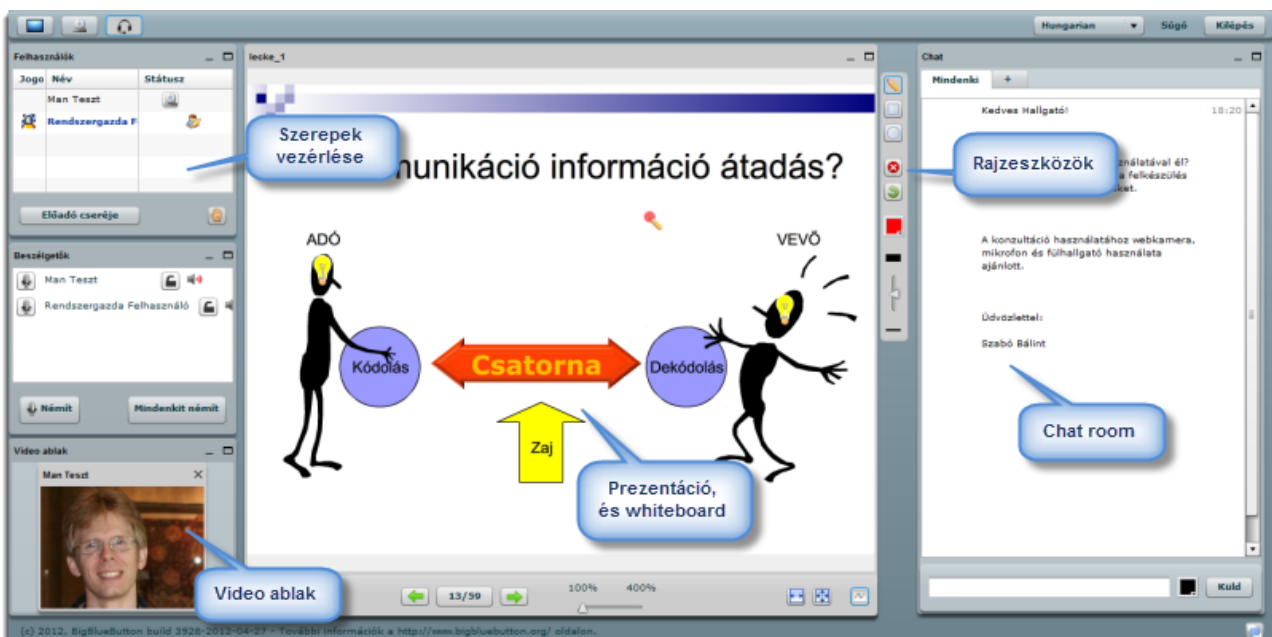 Hungarian
Súgó
Kilépés
Felhasználók
Jogo Név Státusz
Man Teszt
Rendszergazda F
Szerepek
vezérlése
Előadó cseréje
Beszélgetők
Man Teszt
Rendszergazda Felhasználó
Némít
Mindenkit némít
Video ablak
Man Teszt
Video ablak
lecke_1
munikáció információ átadás?
ADÓ
VEVŐ
Kódolás
Csatorna
Dekódolás
Zaj
Prezentáció,
és whiteboard
13/59
100%
400%
Rajzeszközök
Chat
Mindenki +
Kedves Hallgató! 18:20
ználatával él?
a felkészülés
ket.
A konzultáció használatához webkamera,
mikrofon és fülhallgató használata
ajánlott.
Üdvözlettel:
Szabó Bálint
Chat room
Küld
(c) 2012, BigBlueButton build 3928-2012-04-27 - További információk a http://www.bigbluebutton.org/ oldalon.